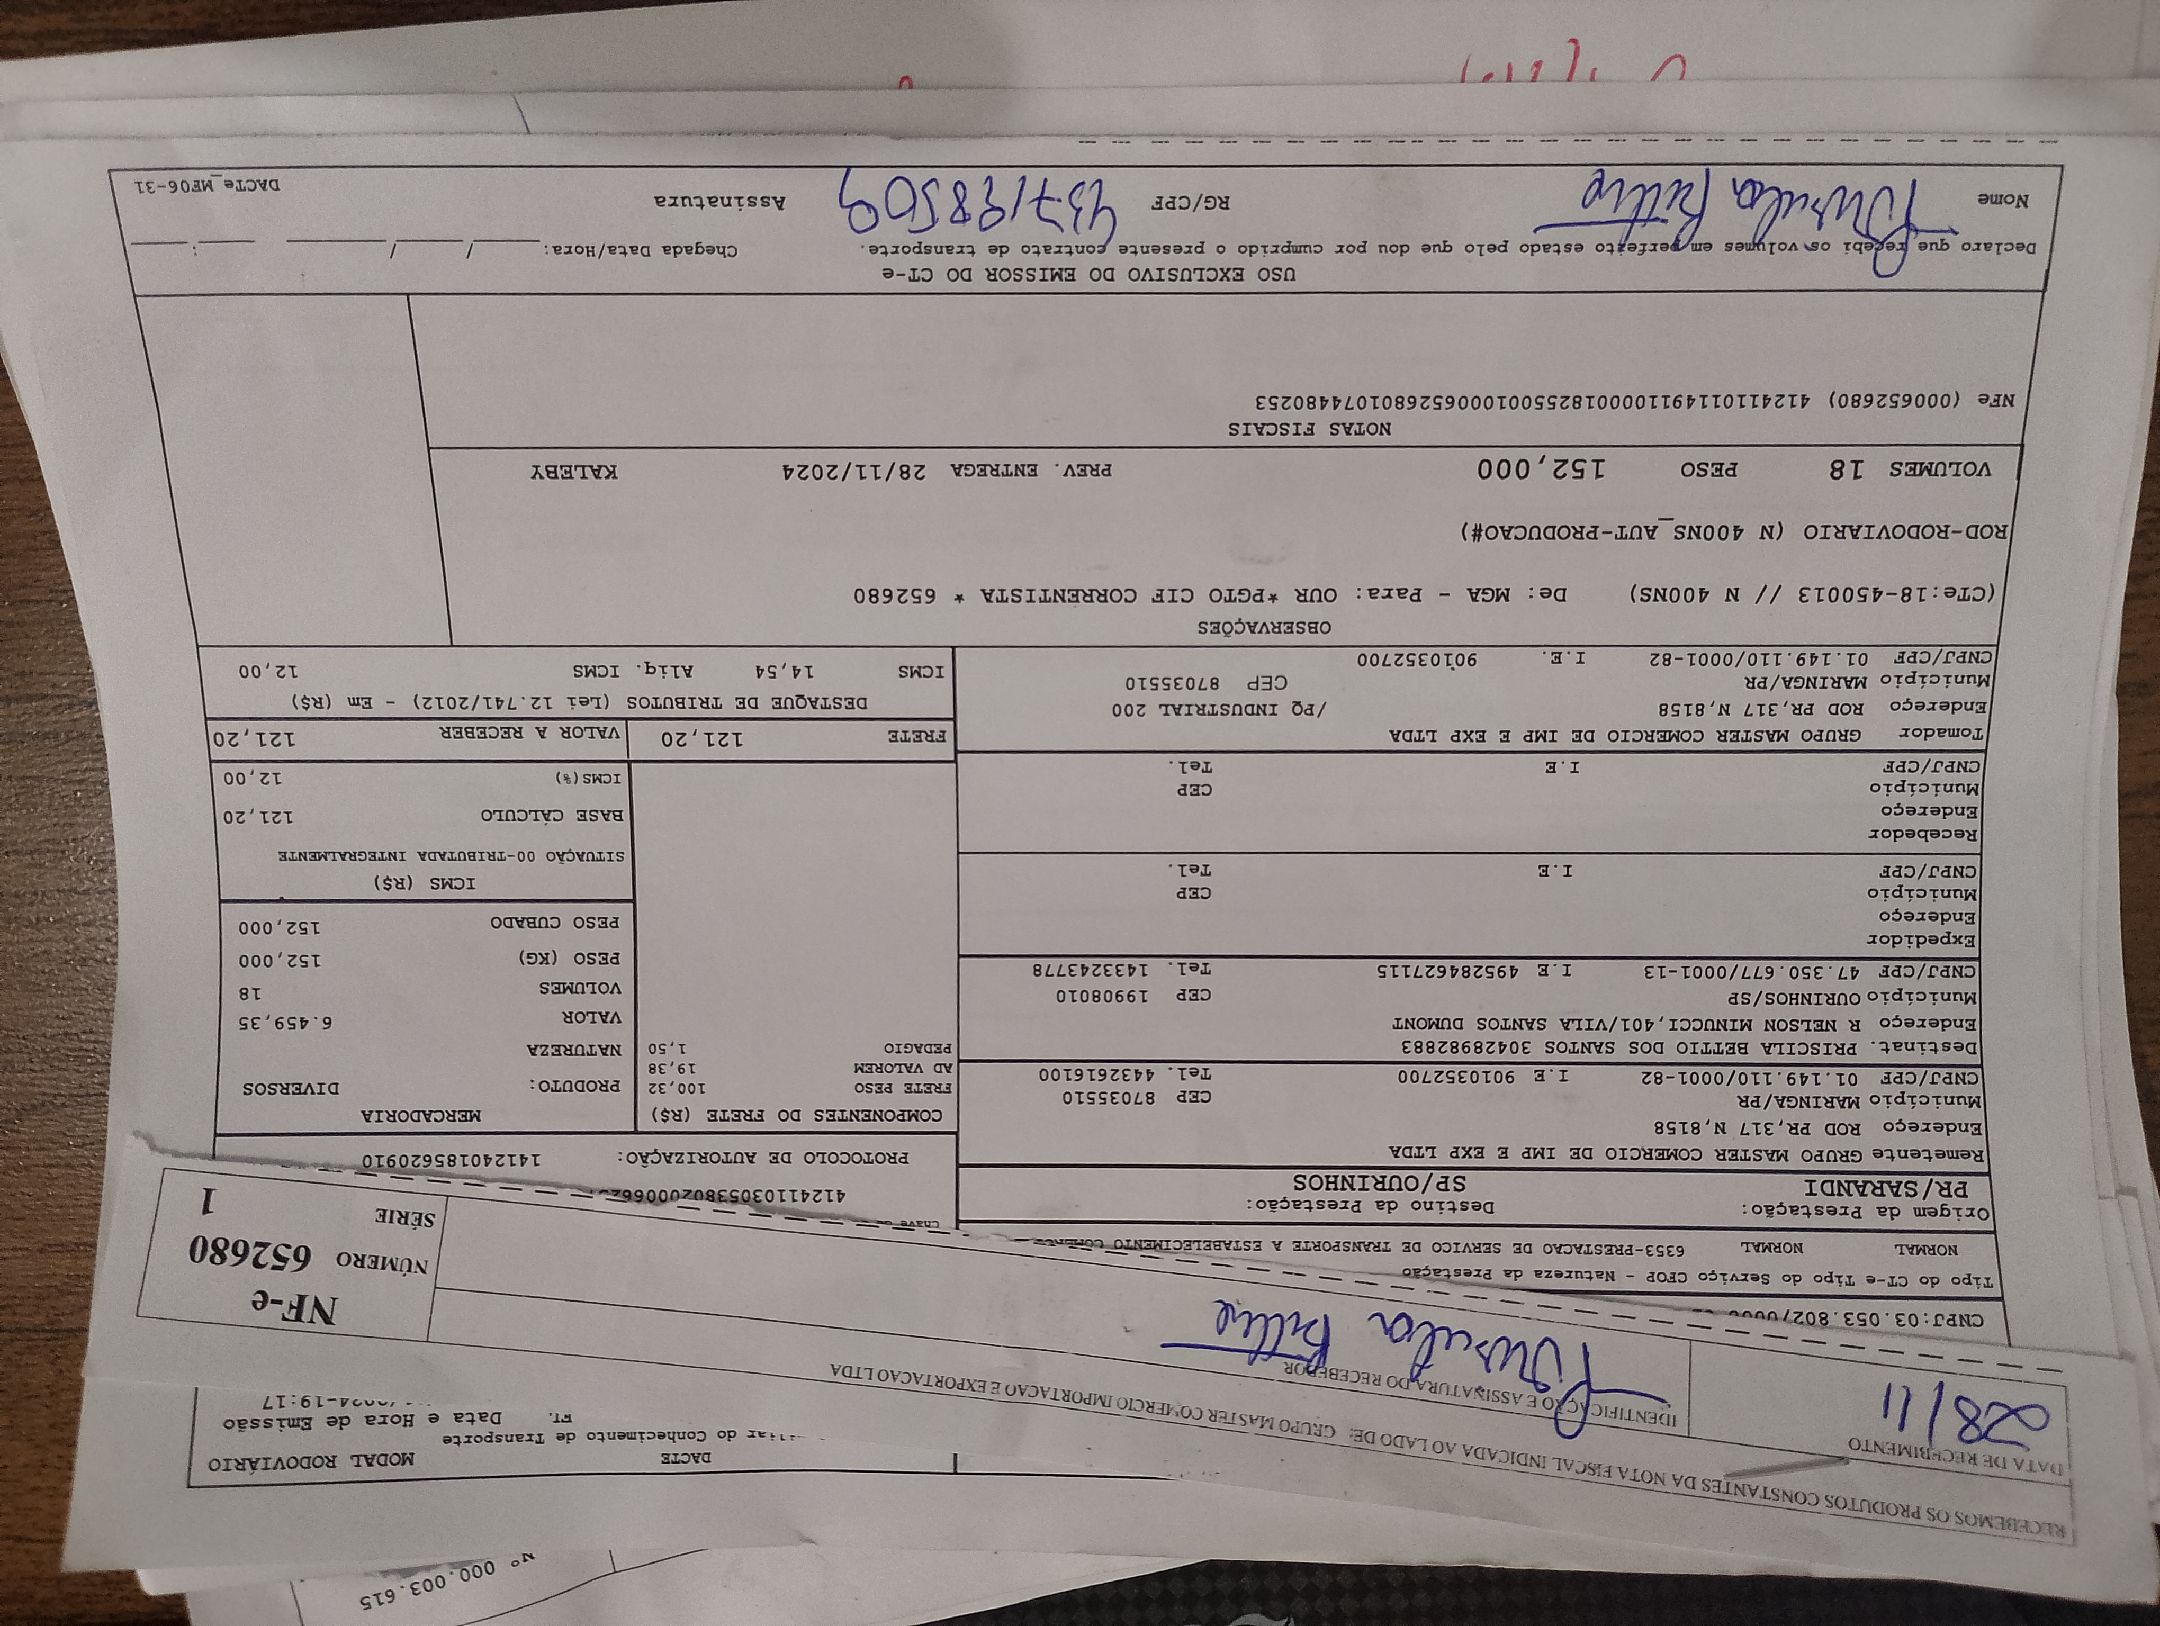 Nº 000.003.615
RECEBEMOS OS PRODUTOS CONSTANTES DA NOTA FISCAL INDICADA AO LADO DE: GRUPO MASTER COMERCIO IMPORTACAO E EXPORTACAO LTDA
DATA DE RECEBIMENTO
28/11
IDENTIFICAÇÃO E ASSINATURA DO RECEBEDOR
NF-e
NÚMERO 652680
SÉRIE 1
DACTE
MODAL RODOVIÁRIO
do Conhecimento de Transporte
Data e Hora de Emissão
-19:17
CNPJ:03.053.802/
Tipo do CT-e Tipo do Serviço CFOP - Natureza da Prestação
NORMAL NORMAL 6353-PRESTACAO DE SERVICO DE TRANSPORTE A ESTABELECIMENTO
Origem da Prestação: Destino da Prestação:
PR/SARANDI SP/OURINHOS
PROTOCOLO DE AUTORIZAÇÃO: 141240185620910
Remetente GRUPO MASTER COMERCIO DE IMP E EXP LTDA
Endereço ROD PR,317 N,8158
Município MARINGA/PR CEP 87035510
CNPJ/CPF 01.149.110/0001-82 I.E 9010352700 Tel. 4432616100
Destinat. PRISCILA BETTIO DOS SANTOS 30428982883
Endereço R NELSON MINUCCI,401/VILA SANTOS DUMONT
Município OURINHOS/SP CEP 19908010
CNPJ/CPF 47.350.677/0001-13 I.E 495284627115 Tel. 1433243778
Expedidor
Endereço
Município CEP
CNPJ/CPF I.E Tel.
Recebedor
Endereço
Município CEP
CNPJ/CPF I.E Tel.
Tomador GRUPO MASTER COMERCIO DE IMP E EXP LTDA
Endereço ROD PR,317 N,8158 /PQ INDUSTRIAL 200
Município MARINGA/PR CEP 87035510
CNPJ/CPF 01.149.110/0001-82 I.E. 9010352700
COMPONENTES DO FRETE (R$)
FRETE PESO 100,32
AD VALOREM 19,38
PEDAGIO 1,50
MERCADORIA
PRODUTO: DIVERSOS
NATUREZA
VALOR 6.459,35
VOLUMES 18
PESO (KG) 152,000
PESO CUBADO 152,000
ICMS (R$)
SITUAÇÃO 00-TRIBUTADA INTEGRALMENTE
BASE CÁLCULO 121,20
ICMS(%) 12,00
FRETE 121,20 VALOR A RECEBER 121,20
DESTAQUE DE TRIBUTOS (Lei 12.741/2012) - Em (R$)
ICMS 14,54 Aliq. ICMS 12,00
OBSERVAÇÕES
(CTe:18-450013 // N 400NS) De: MGA - Para: OUR *PGTO CIF CORRENTISTA * 652680
ROD-RODOVIARIO (N 400NS_AUT-PRODUCAO#)
VOLUMES 18 PESO 152,000 PREV. ENTREGA 28/11/2024 KALEBY
NOTAS FISCAIS
NFe (000652680) 41241101149110000182550010006526801074480253
USO EXCLUSIVO DO EMISSOR DO CT-e
Declaro que recebi os volumes em perfeito estado pelo que dou por cumprido o presente contrato de transporte. Chegada Data/Hora: / / :
Nome RG/CPF 437198509 Assinatura
DACTe_MF06-31